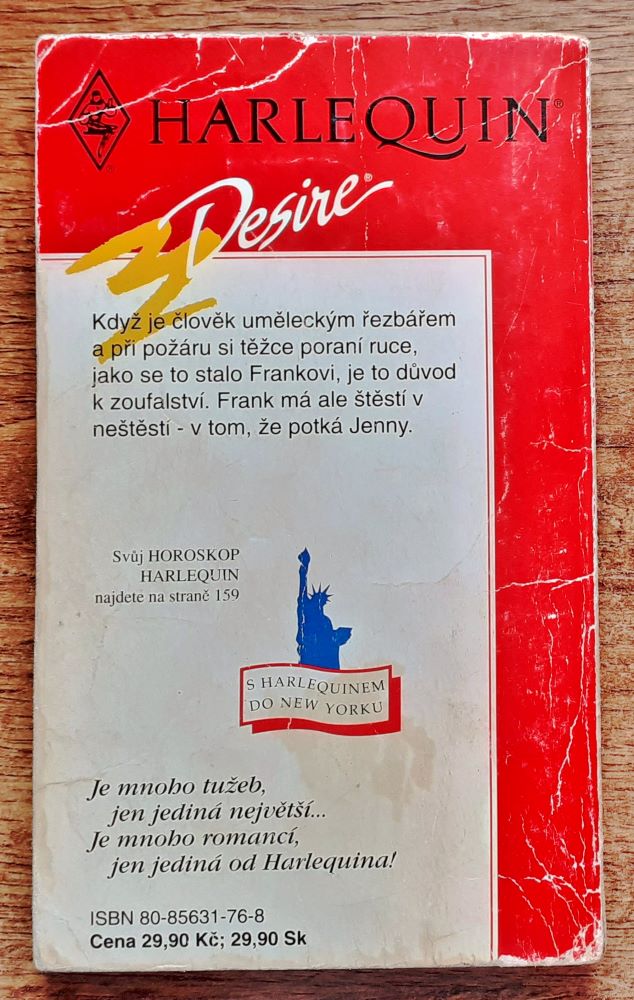 HARLEQUIN®
Desire®
Když je člověk uměleckým řezbářem
a při požáru si těžce poraní ruce,
jako se to stalo Frankovi, je to důvod
k zoufalství. Frank má ale štěstí v
neštěstí - v tom, že potká Jenny.
Svůj HOROSKOP
HARLEQUIN
najdete na straně 159
S HARLEQUINEM
DO NEW YORKU
Je mnoho tužeb,
jen jediná největší...
Je mnoho romancí,
jen jediná od Harlequina!
ISBN 80-85631-76-8
Cena 29,90 Kč; 29,90 Sk